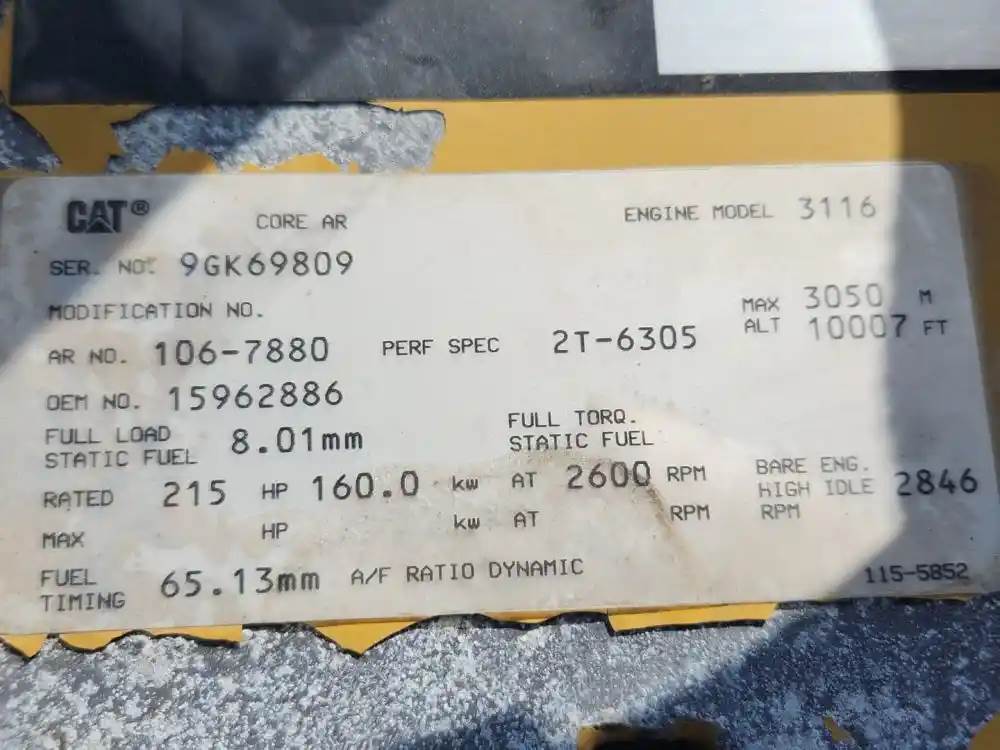 CAT® CORE AR ENGINE MODEL 3116
SER. NO. 9GK69809
MODIFICATION NO.
MAX ALT 3050 M 10007 FT
AR NO. 106-7880 PERF SPEC 2T-6305
OEM NO. 15962886
FULL LOAD STATIC FUEL 8.01mm FULL TORQ. STATIC FUEL
RATED 215 HP 160.0 kw AT 2600 RPM BARE ENG. HIGH IDLE RPM 2846
MAX HP kw AT RPM
FUEL TIMING 65.13mm A/F RATIO DYNAMIC
115-5852